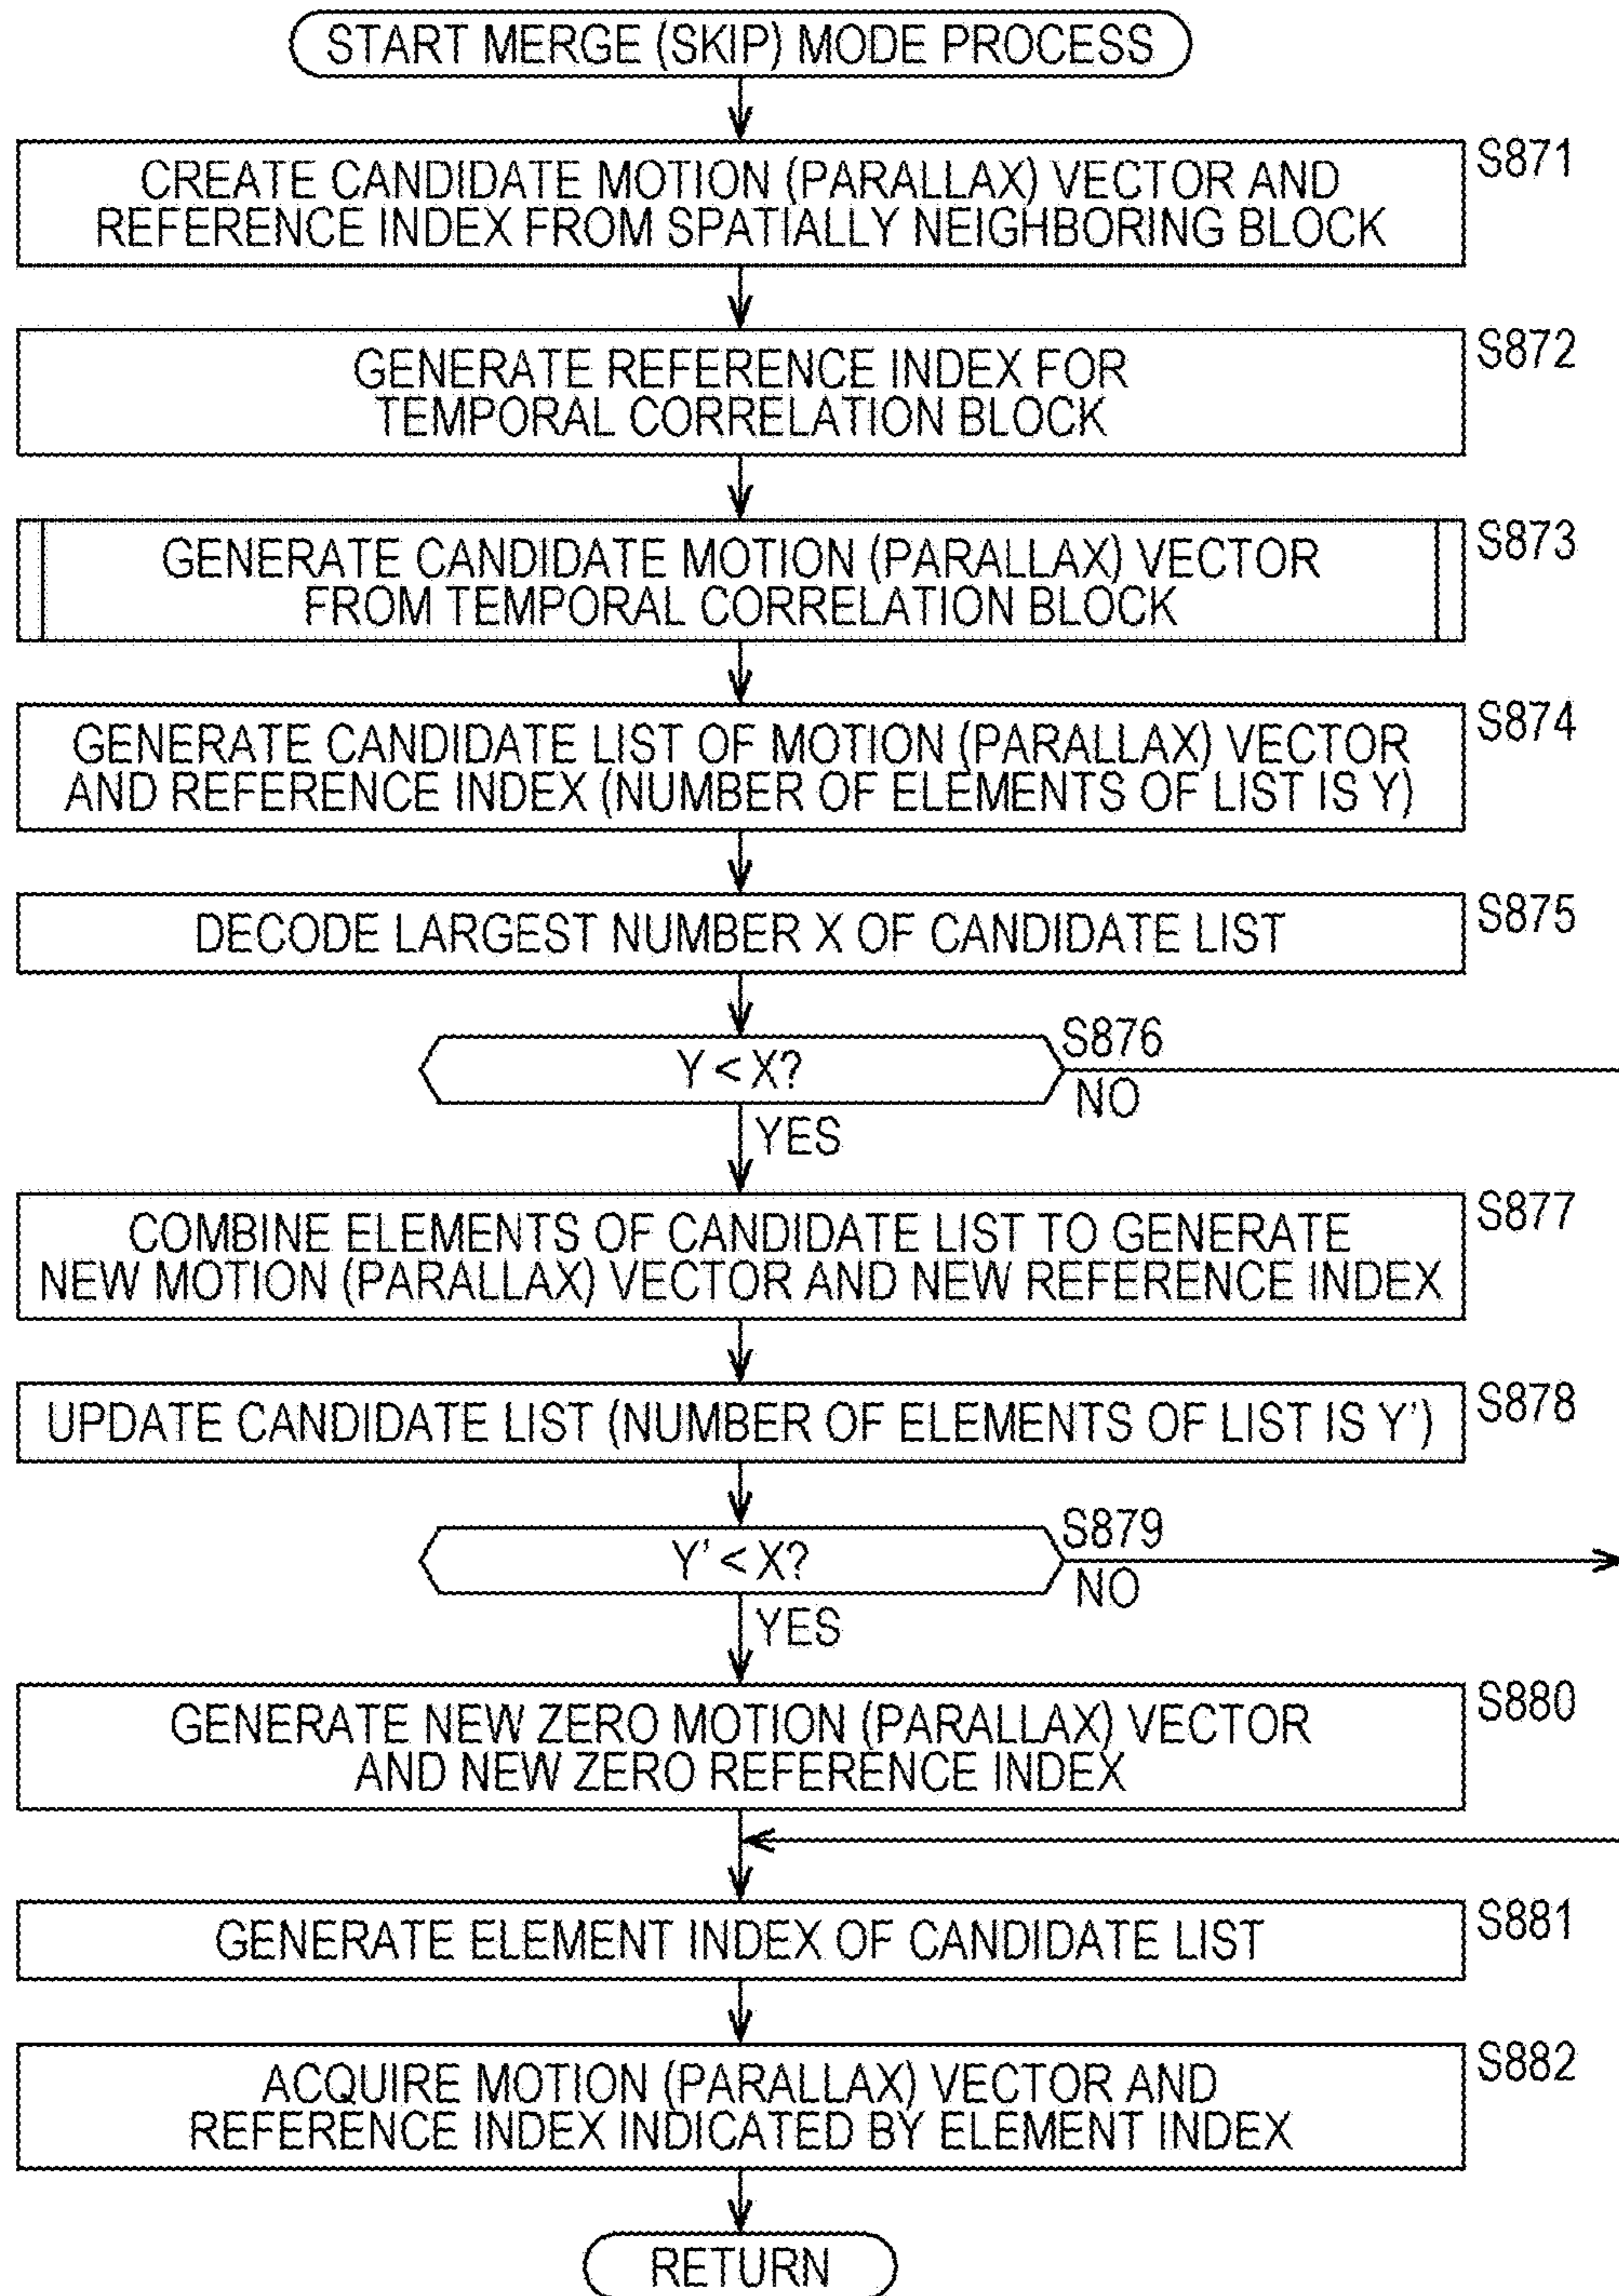 START MERGE (SKIP) MODE PROCESS
CREATE CANDIDATE MOTION (PARALLAX) VECTOR AND
REFERENCE INDEX FROM SPATIALLY NEIGHBORING BLOCK
S871
GENERATE REFERENCE INDEX FOR
TEMPORAL CORRELATION BLOCK
S872
GENERATE CANDIDATE MOTION (PARALLAX) VECTOR
FROM TEMPORAL CORRELATION BLOCK
S873
GENERATE CANDIDATE LIST OF MOTION (PARALLAX) VECTOR
AND REFERENCE INDEX (NUMBER OF ELEMENTS OF LIST IS Y)
S874
DECODE LARGEST NUMBER X OF CANDIDATE LIST
S875
Y < X?
S876
NO
YES
COMBINE ELEMENTS OF CANDIDATE LIST TO GENERATE
NEW MOTION (PARALLAX) VECTOR AND NEW REFERENCE INDEX
S877
UPDATE CANDIDATE LIST (NUMBER OF ELEMENTS OF LIST IS Y')
S878
Y' < X?
S879
NO
YES
GENERATE NEW ZERO MOTION (PARALLAX) VECTOR
AND NEW ZERO REFERENCE INDEX
S880
GENERATE ELEMENT INDEX OF CANDIDATE LIST
S881
ACQUIRE MOTION (PARALLAX) VECTOR AND
REFERENCE INDEX INDICATED BY ELEMENT INDEX
S882
RETURN